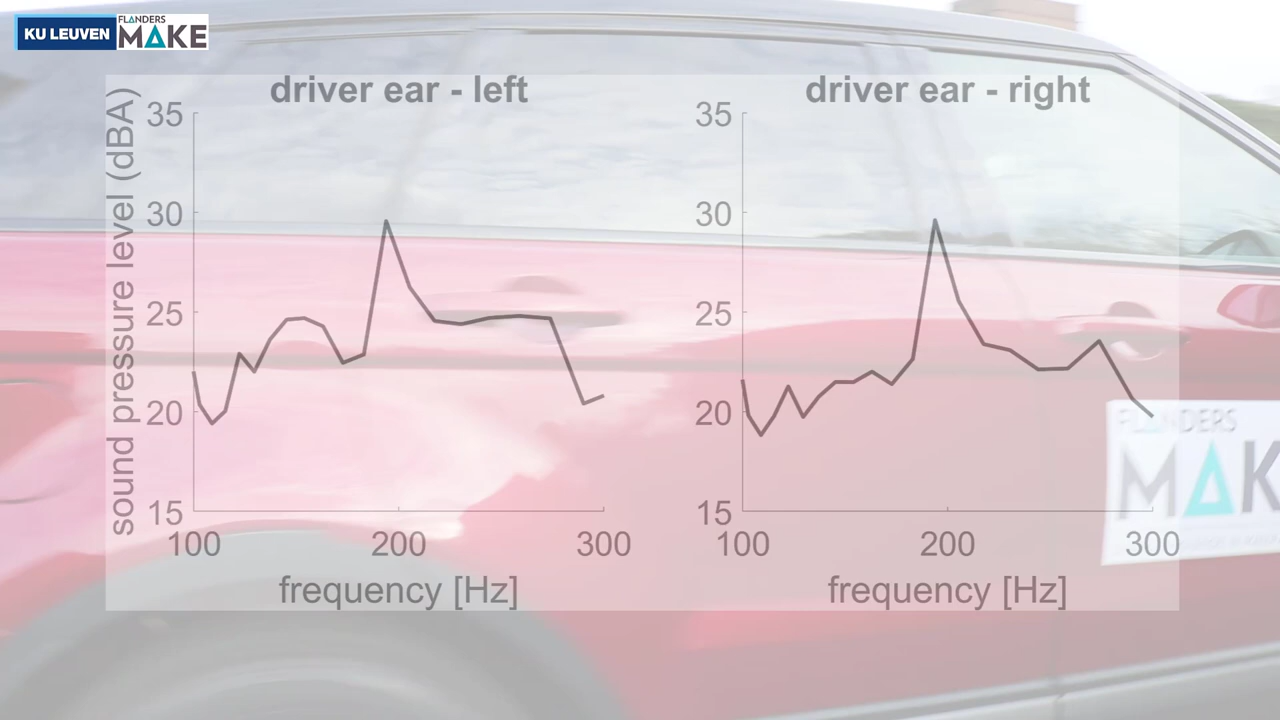 KU LEUVEN
FLANDERS
MAKE
driver ear - left
driver ear - right
sound pressure level (dBA)
35
30
25
20
15
100
200
300
frequency [Hz]
35
30
25
20
15
100
200
300
frequency [Hz]
FLANDERS
MAK